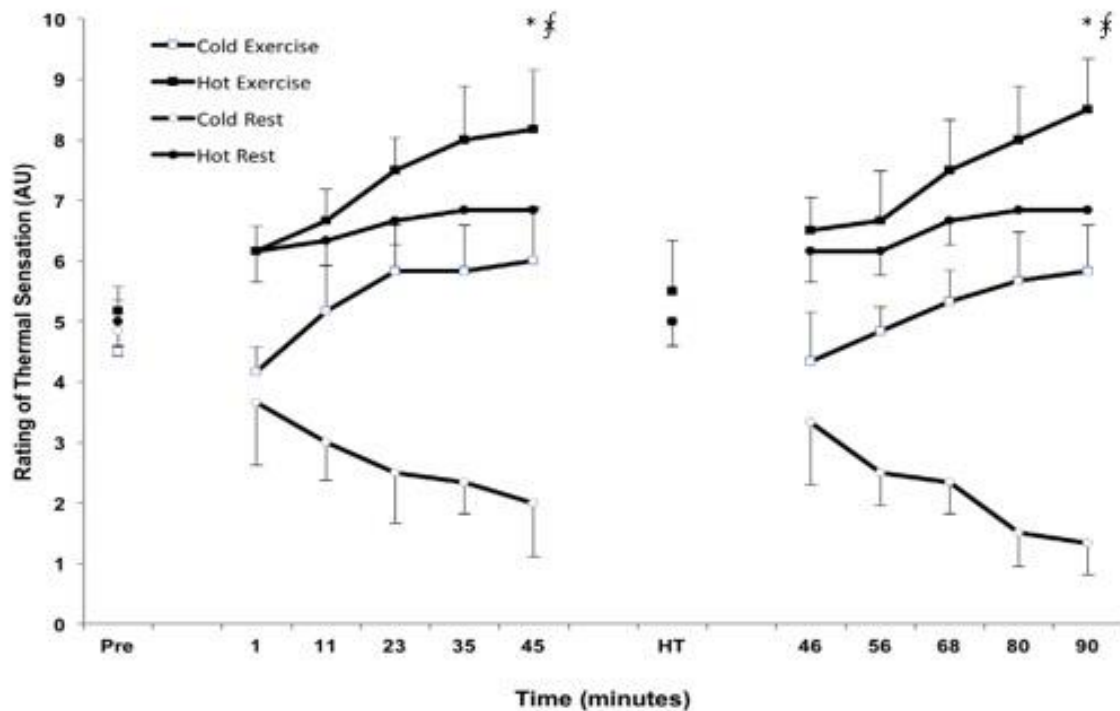 10
* ∮
* ∮
Cold Exercise
9
Hot Exercise
Cold Rest
8
Hot Rest
7
6
5
4
3
2
1
0
Rating of Thermal Sensation (AU)
Pre 1 11 23 35 45 HT 46 56 68 80 90
Time (minutes)